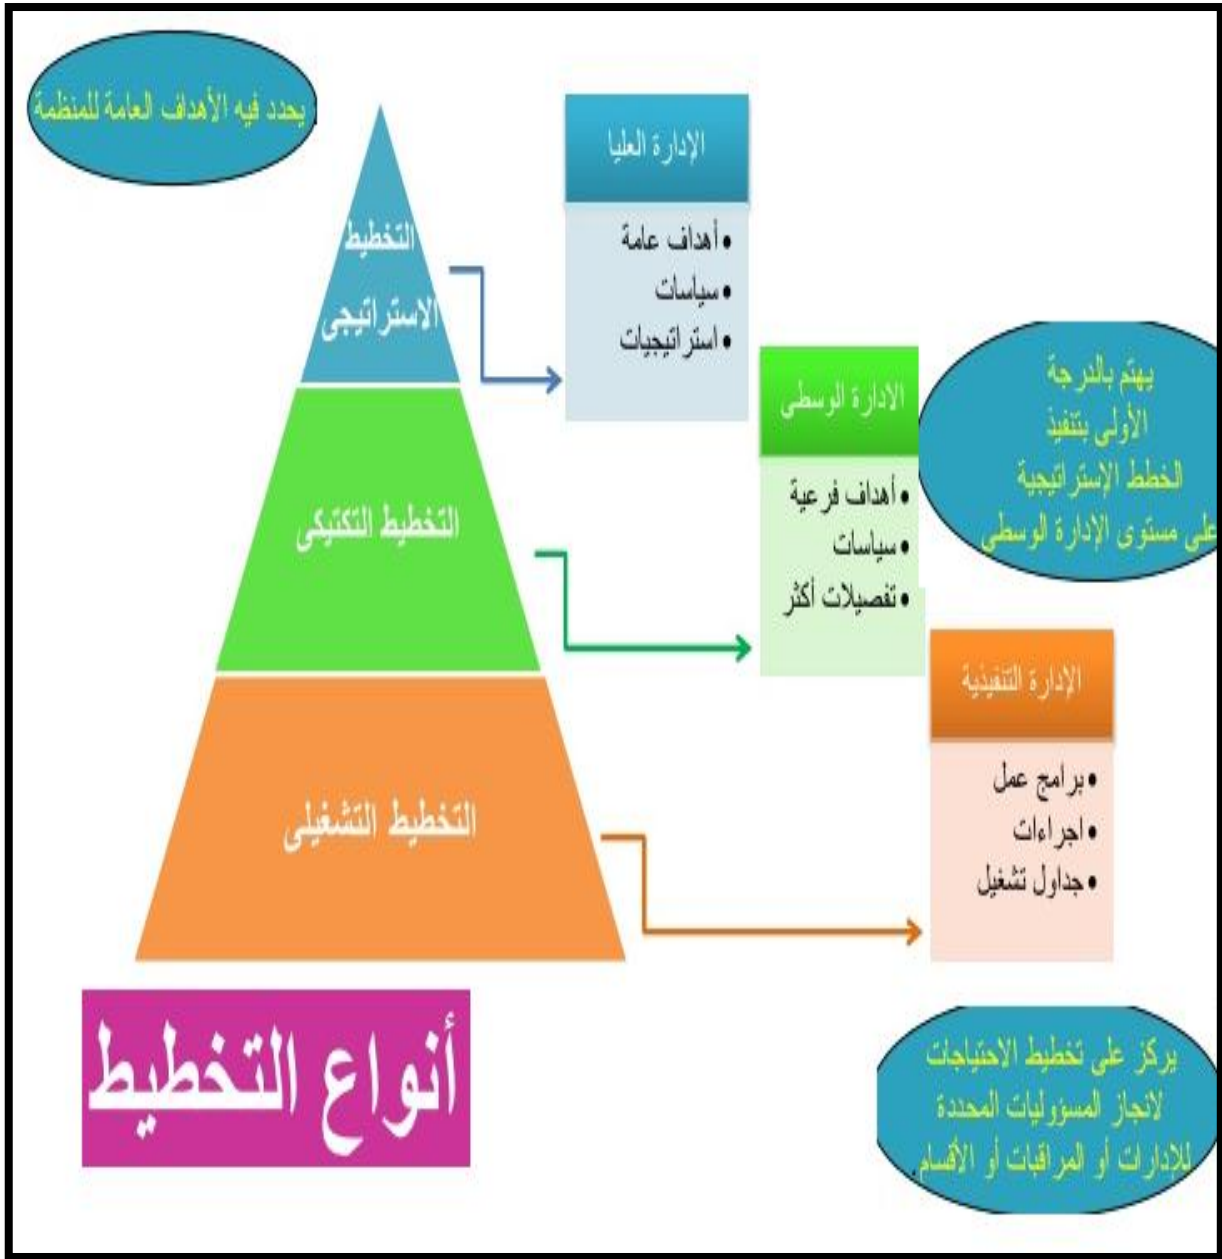 يحدد فيه الأهداف العامة للمنظمة
الإدارة العليا
• أهداف عامة
• سياسات
• استراتيجيات
التخطيط
الاستراتيجى
الادارة الوسطى
• أهداف فرعية
• سياسات
• تفصيلات أكثر
يهتم بالدرجة
الأولى بتنفيذ
الخطط الإستراتيجية
على مستوى الإدارة الوسطى
التخطيط التكتيكى
الإدارة التنفيذية
• برامج عمل
• اجراءات
• جداول تشغيل
التخطيط التشغيلى
أنواع التخطيط
يركز على تخطيط الاحتياجات
لانجاز المسؤوليات المحددة
للإدارات أو المراقبات أو الأقسام.